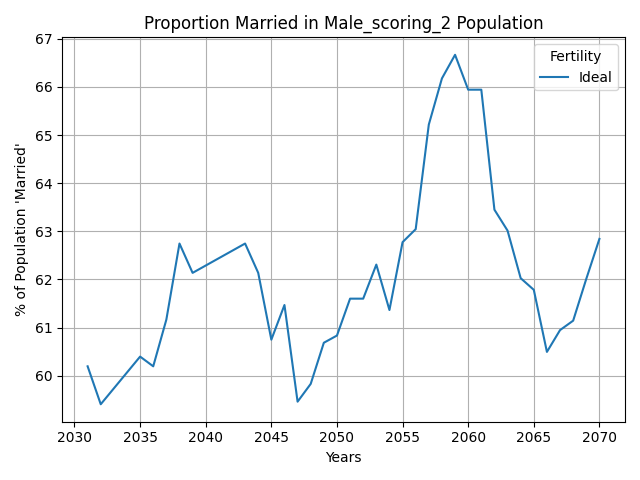 Proportion Married in Male_scoring_2 Population
67
66
65
64
63
62
61
60
% of Population 'Married'
Fertility
Ideal
2030 2035 2040 2045 2050 2055 2060 2065 2070
Years